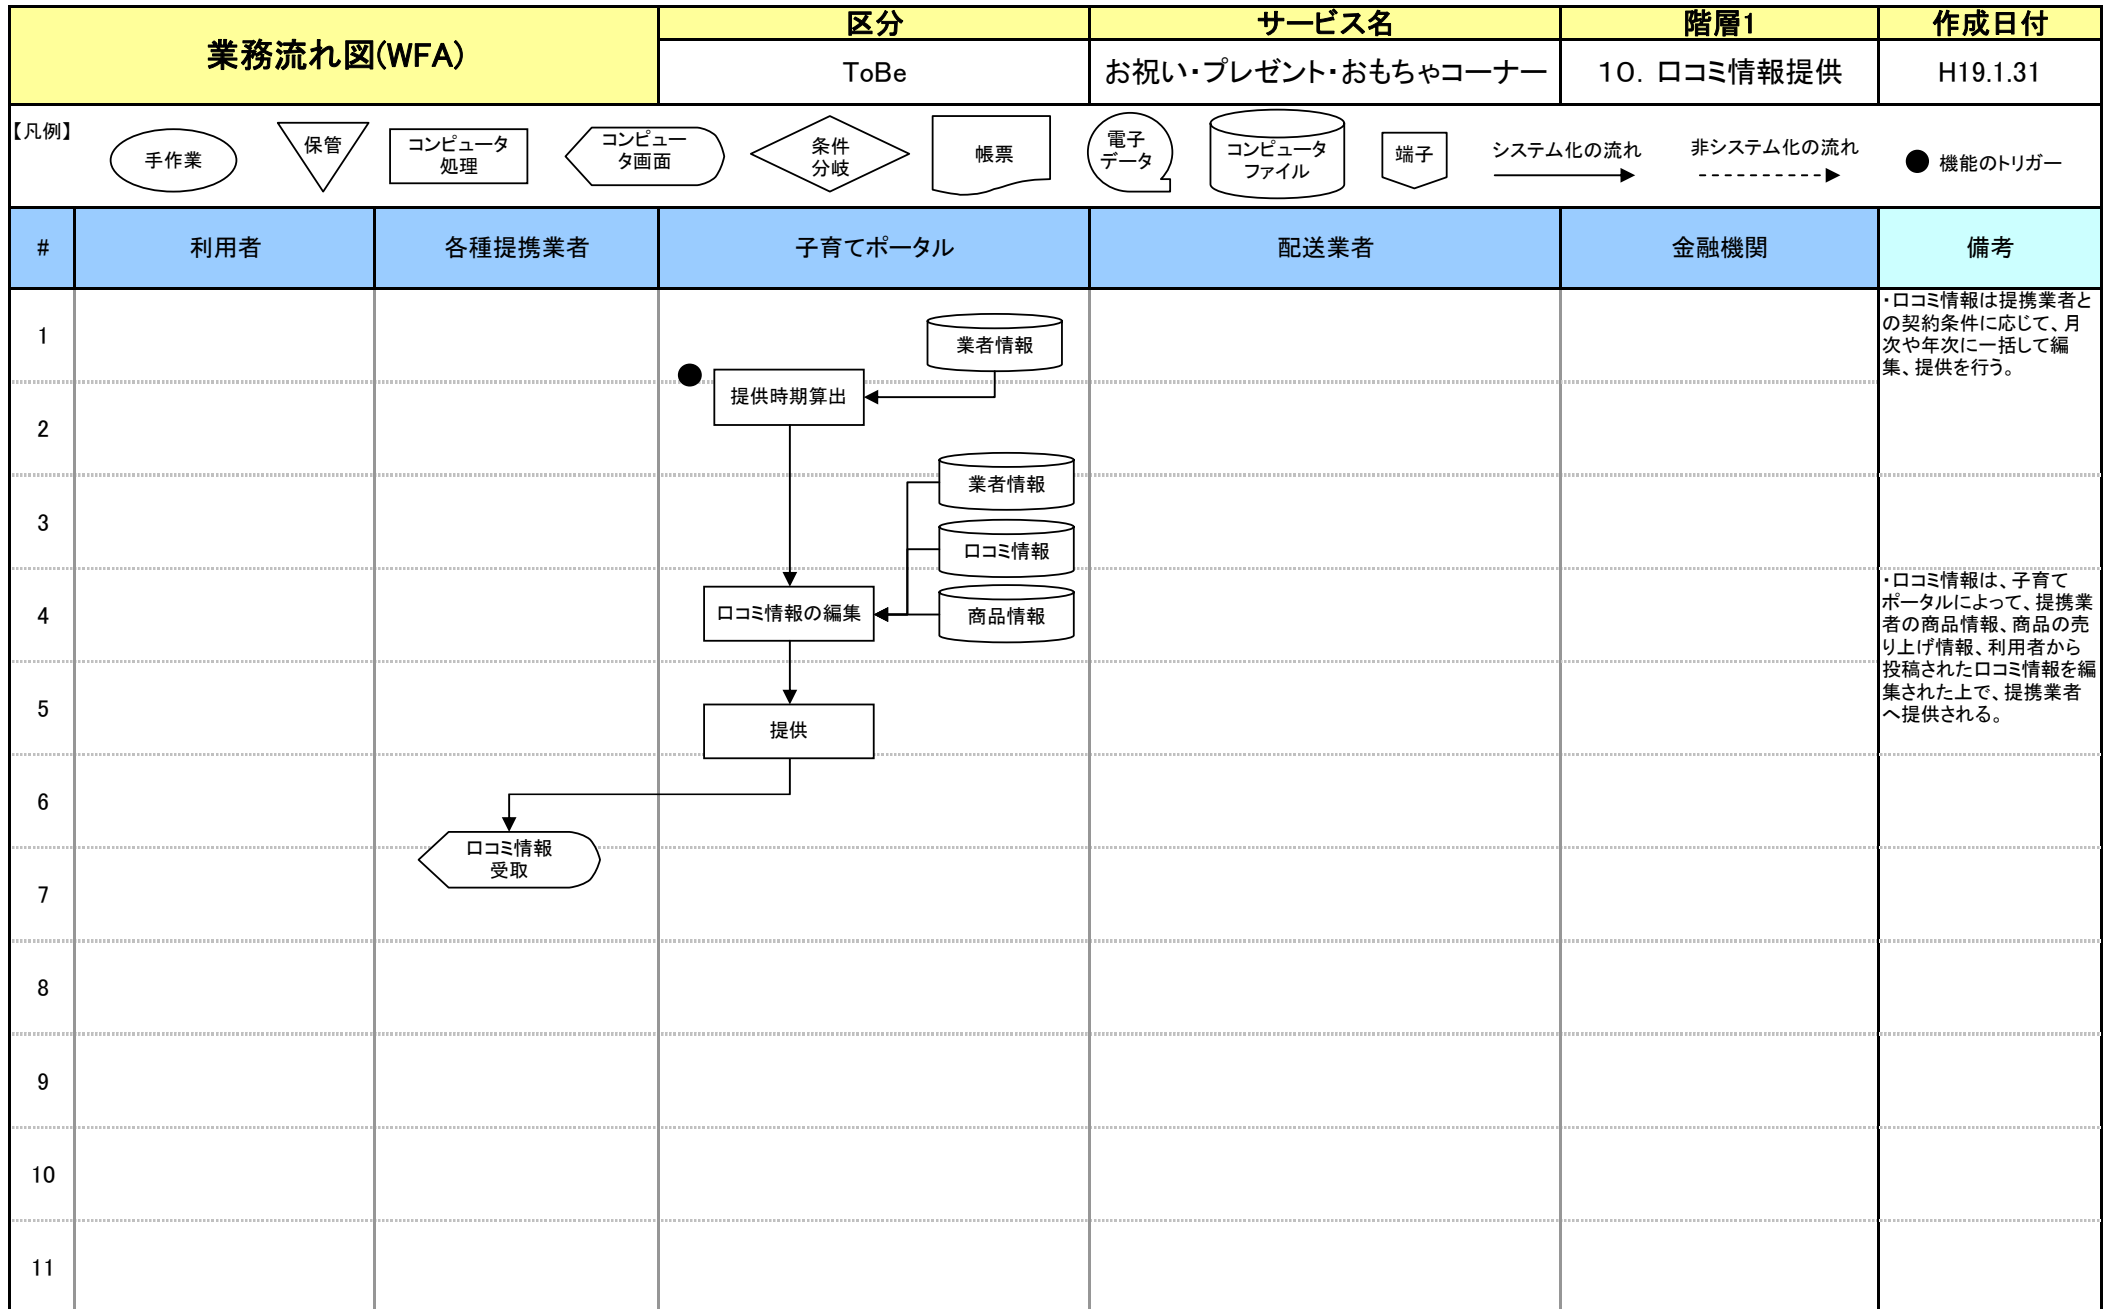 業務流れ図(WFA)
区分
サービス名
階層1
作成日付
ToBe
お祝い・プレゼント・おもちゃコーナー
10. 口コミ情報提供
H19.1.31
【凡例】
手作業
保管
コンピュータ
処理
コンピュー
タ画面
条件
分岐
帳票
電子
データ
コンピュータ
ファイル
端子
システム化の流れ
非システム化の流れ
機能のトリガー
#
利用者
各種提携業者
子育てポータル
配送業者
金融機関
備考
1
業者情報
・口コミ情報は提携業者と
の契約条件に応じて、月
次や年次に一括して編
集、提供を行う。
提供時期算出
2
業者情報
3
口コミ情報
4
口コミ情報の編集
商品情報
・口コミ情報は、子育て
ポータルによって、提携業
者の商品情報、商品の売
り上げ情報、利用者から
投稿された口コミ情報を編
集された上で、提携業者
へ提供される。
5
提供
6
口コミ情報
受取
7
8
9
10
11